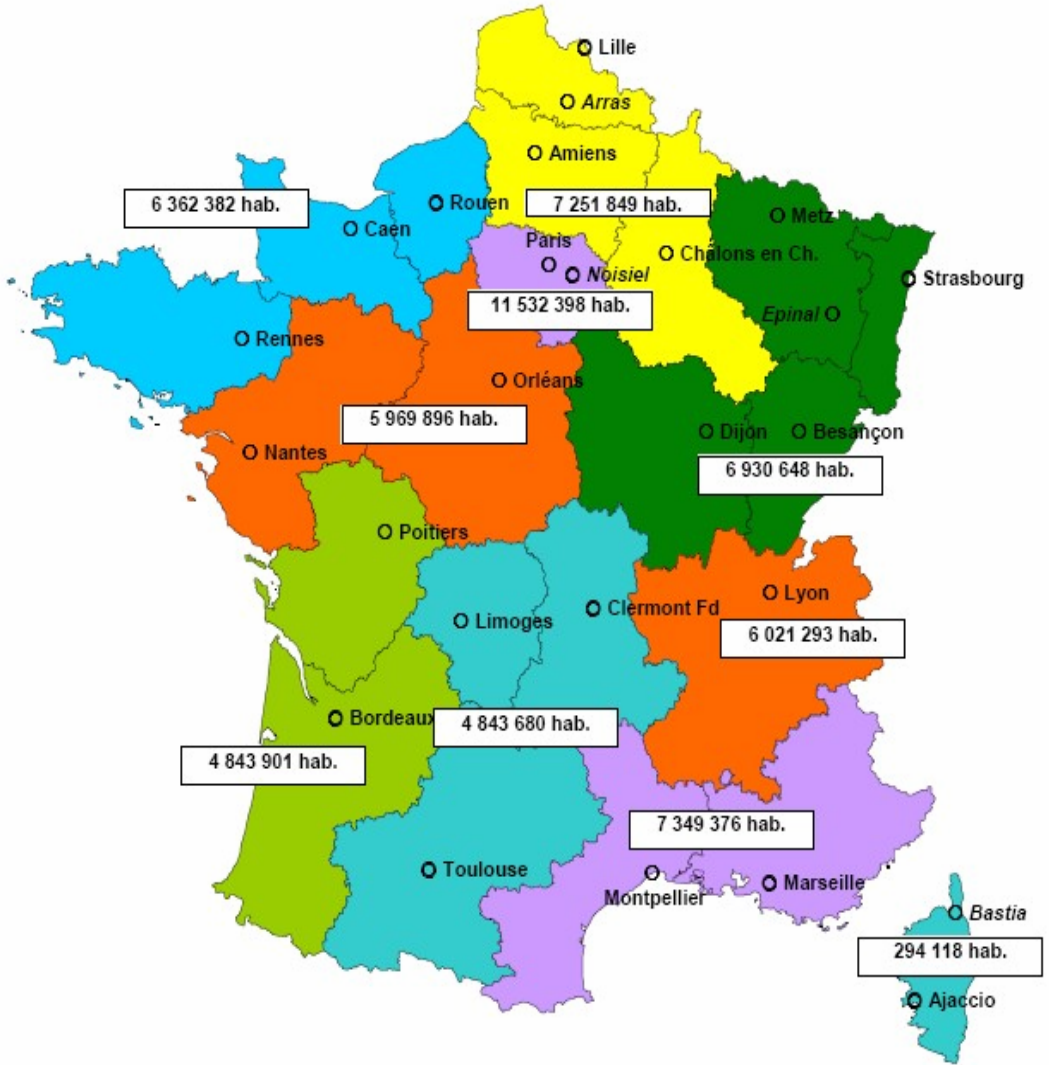 Lille
Arras
Amiens
6 362 382 hab.
Rouen
7 251 849 hab.
Metz
Caen
Paris
Châlons en Ch.
Noisiel
Strasbourg
11 532 398 hab.
Epinal
Rennes
Orléans
5 969 896 hab.
Dijon
Besançon
Nantes
6 930 648 hab.
Poitiers
Lyon
Clermont Fd
Limoges
6 021 293 hab.
Bordeaux
4 843 680 hab.
4 843 901 hab.
7 349 376 hab.
Toulouse
Marseille
Montpellier
Bastia
294 118 hab.
Ajaccio